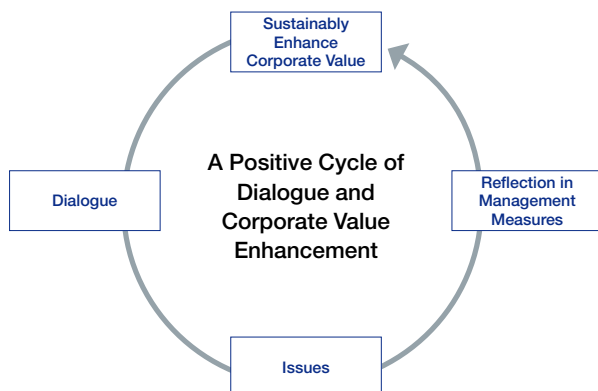 Sustainably
Enhance
Corporate Value
A Positive Cycle of
Dialogue and
Corporate Value
Enhancement
Dialogue
Reflection in
Management
Measures
Issues